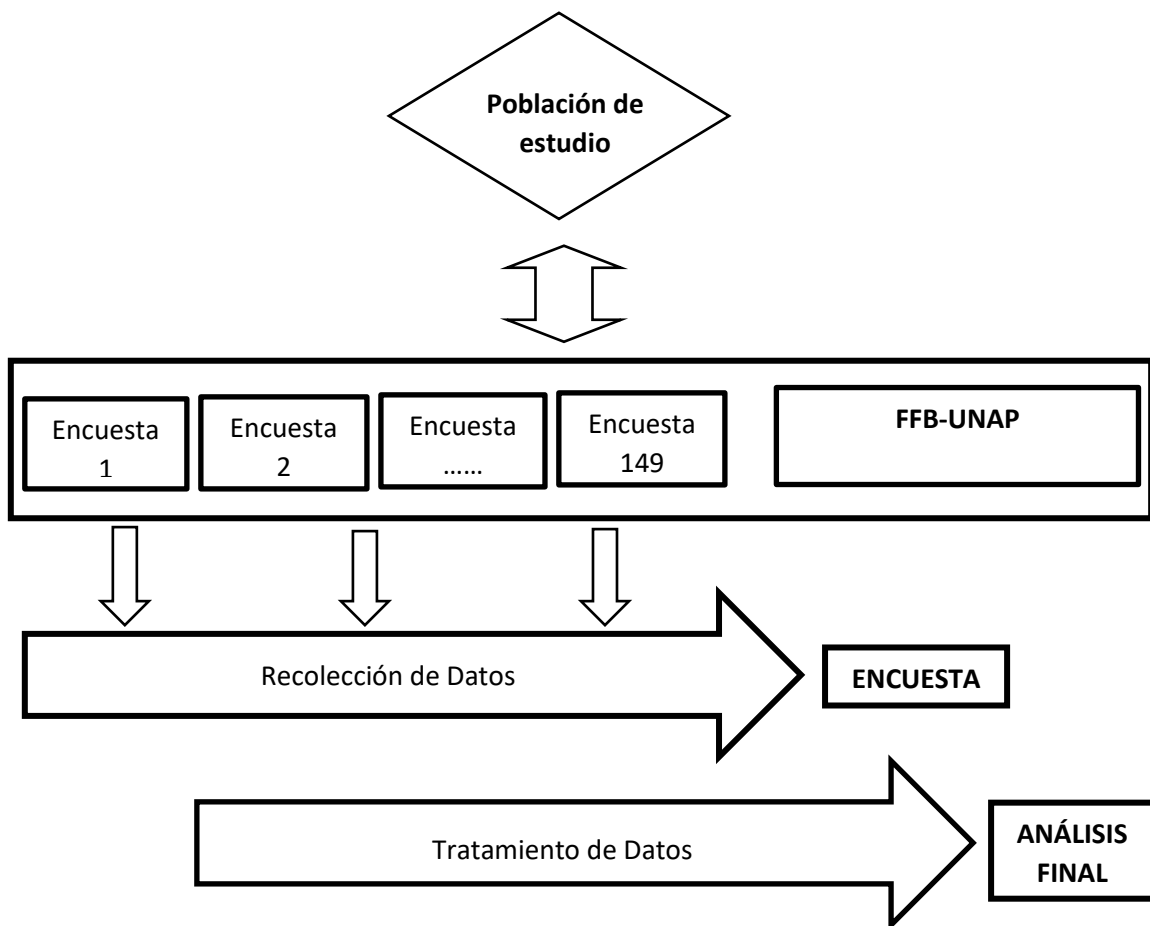 Población de
estudio
Encuesta
1
Encuesta
2
Encuesta
......
Encuesta
149
FFB-UNAP
Recolección de Datos
ENCUESTA
Tratamiento de Datos
ANÁLISIS
FINAL